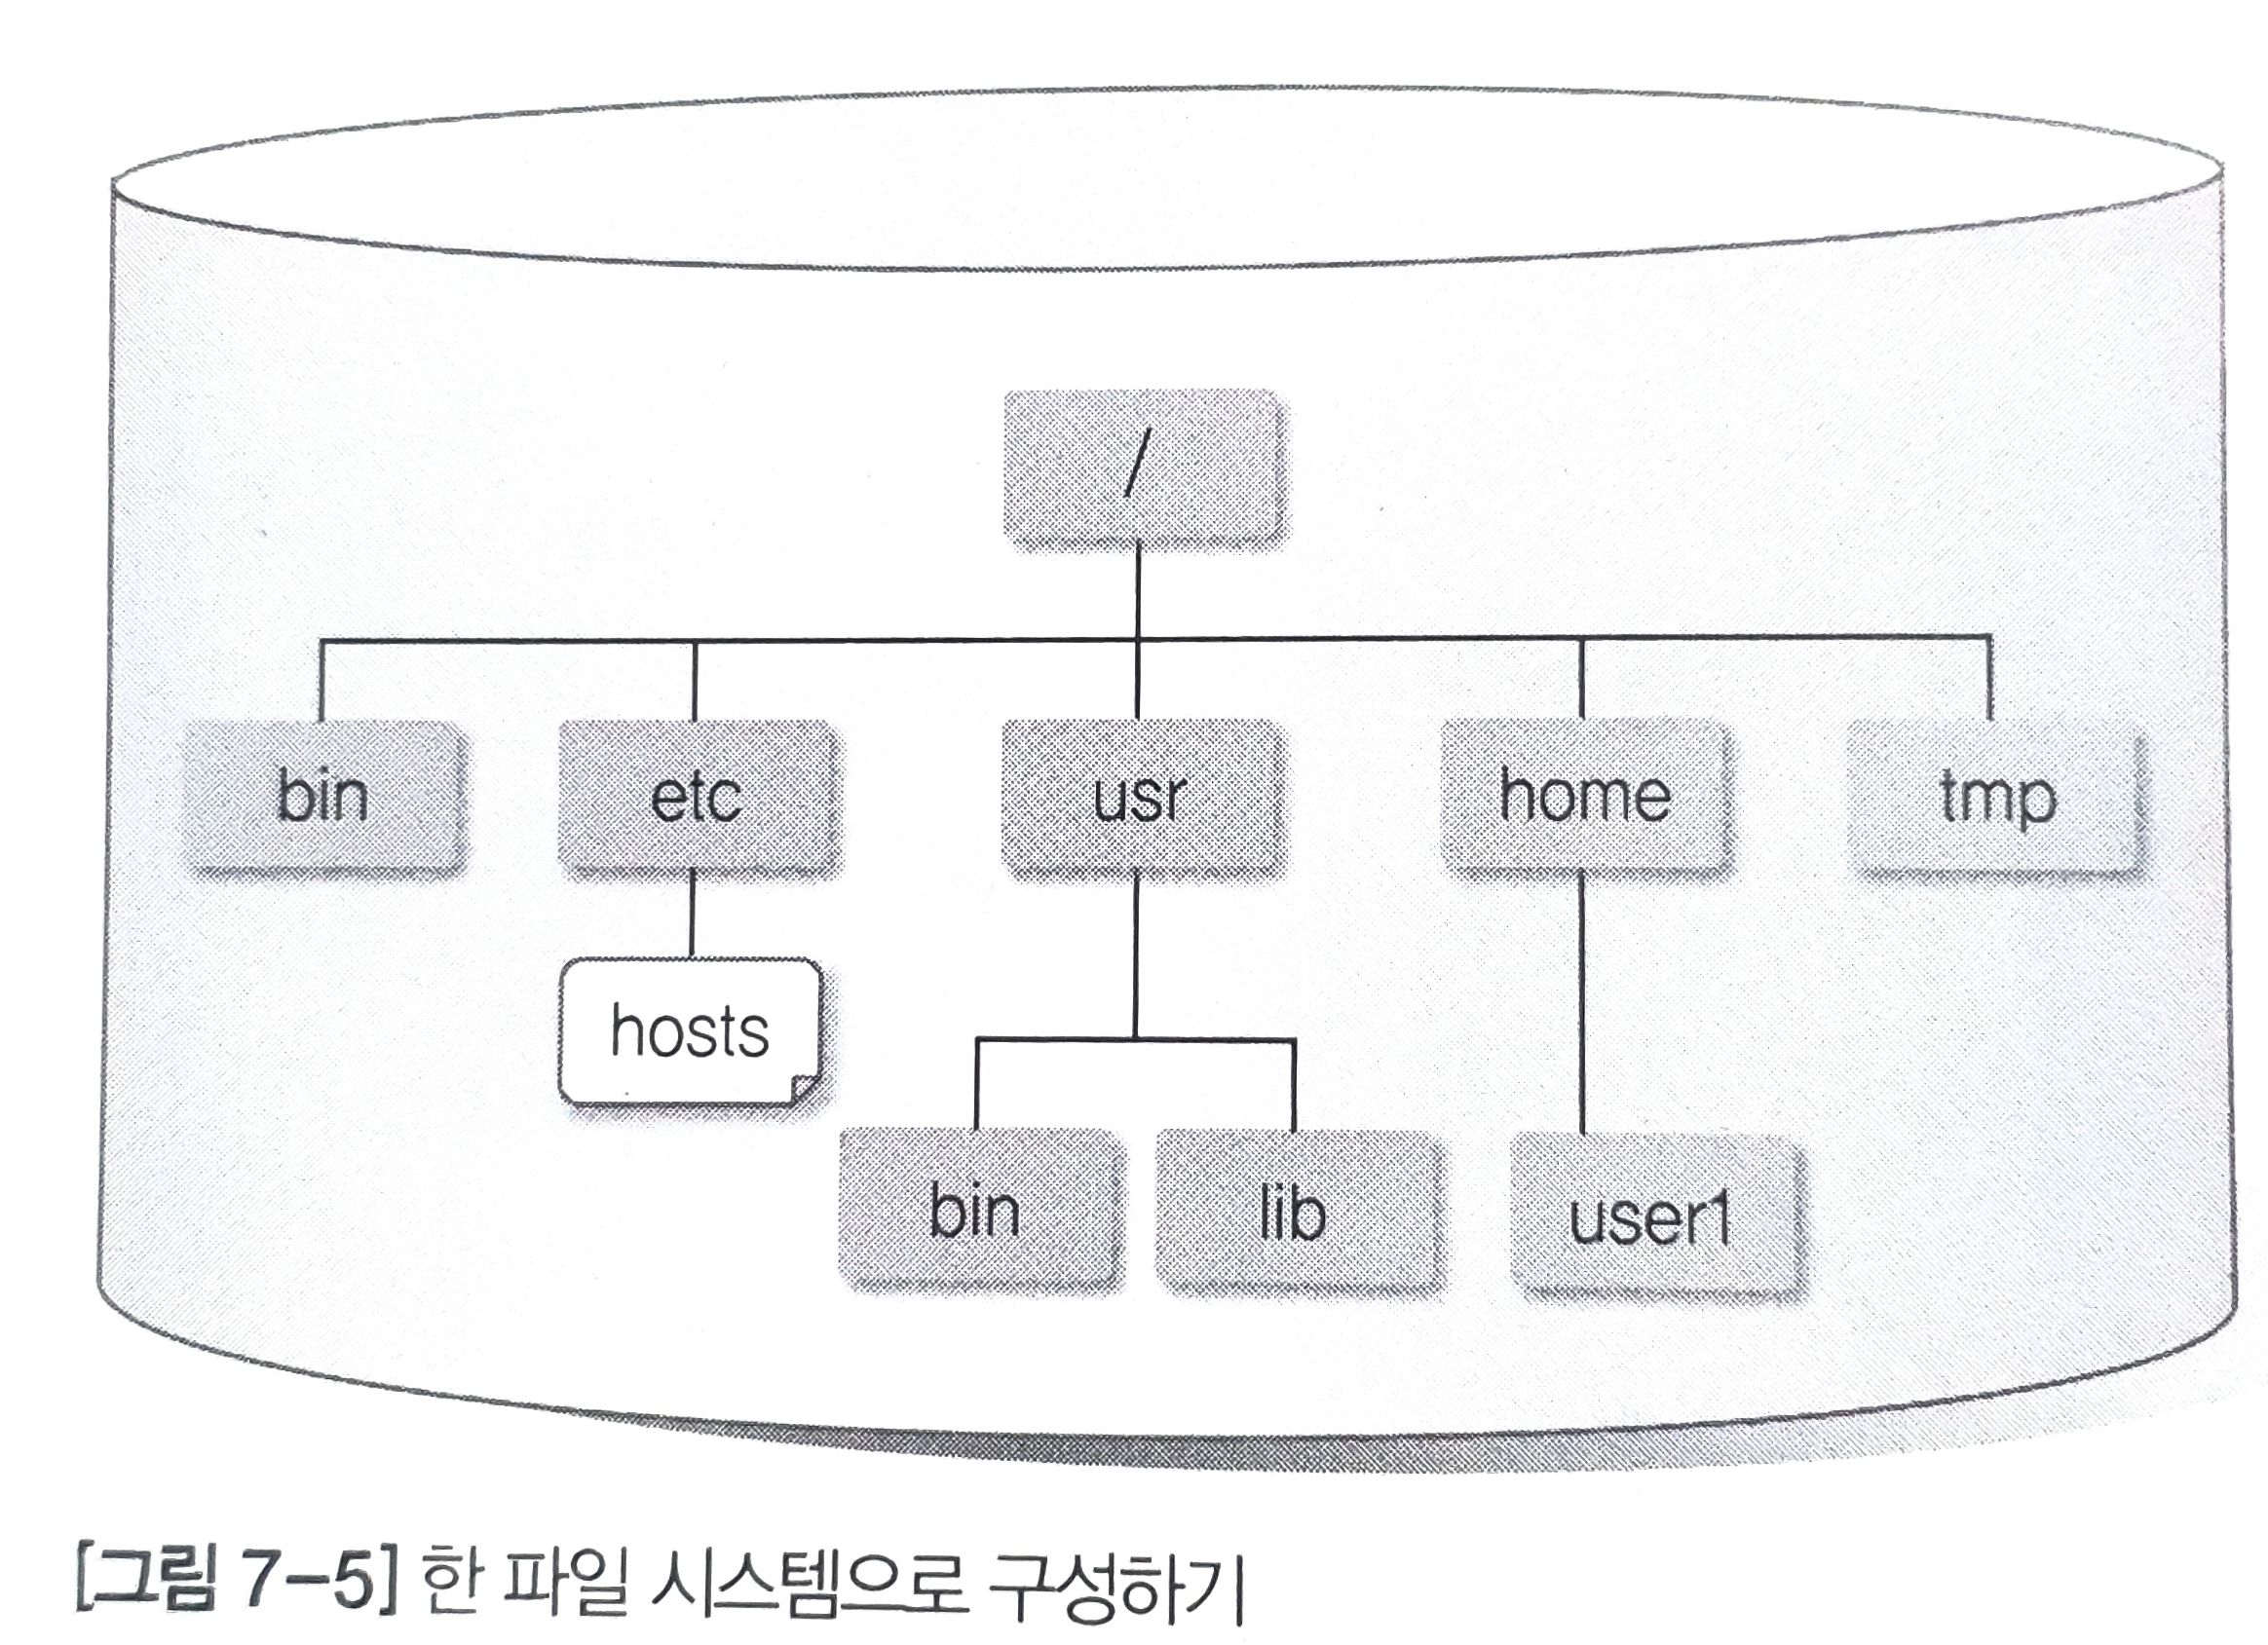 /
bin etc usr home tmp
hosts
bin lib user1
[그림 7-5] 한 파일 시스템으로 구성하기